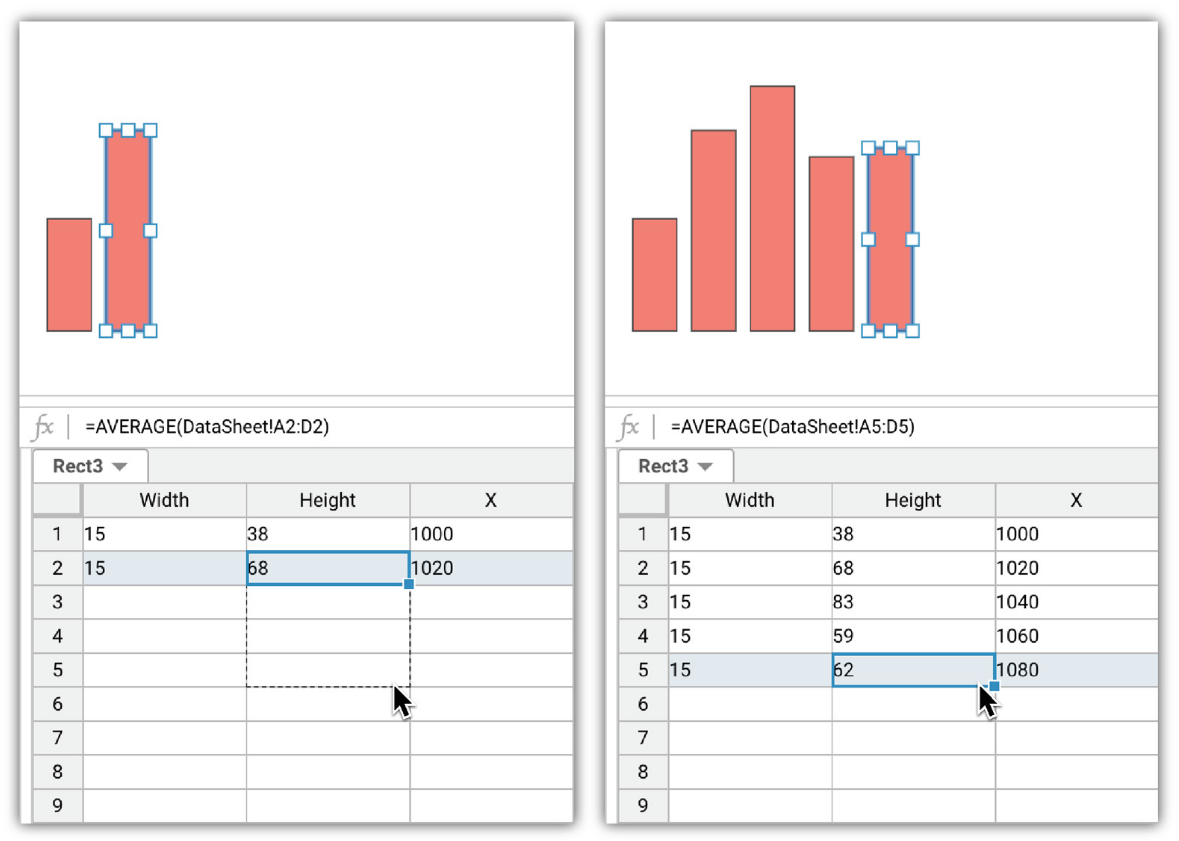 fx =AVERAGE(DataSheet!A2:D2)
Rect3
Width Height X
1 15 38 1000
2 15 68 1020
3
4
5
6
7
8
9
fx =AVERAGE(DataSheet!A5:D5)
Rect3
Width Height X
1 15 38 1000
2 15 68 1020
3 15 83 1040
4 15 59 1060
5 15 62 1080
6
7
8
9